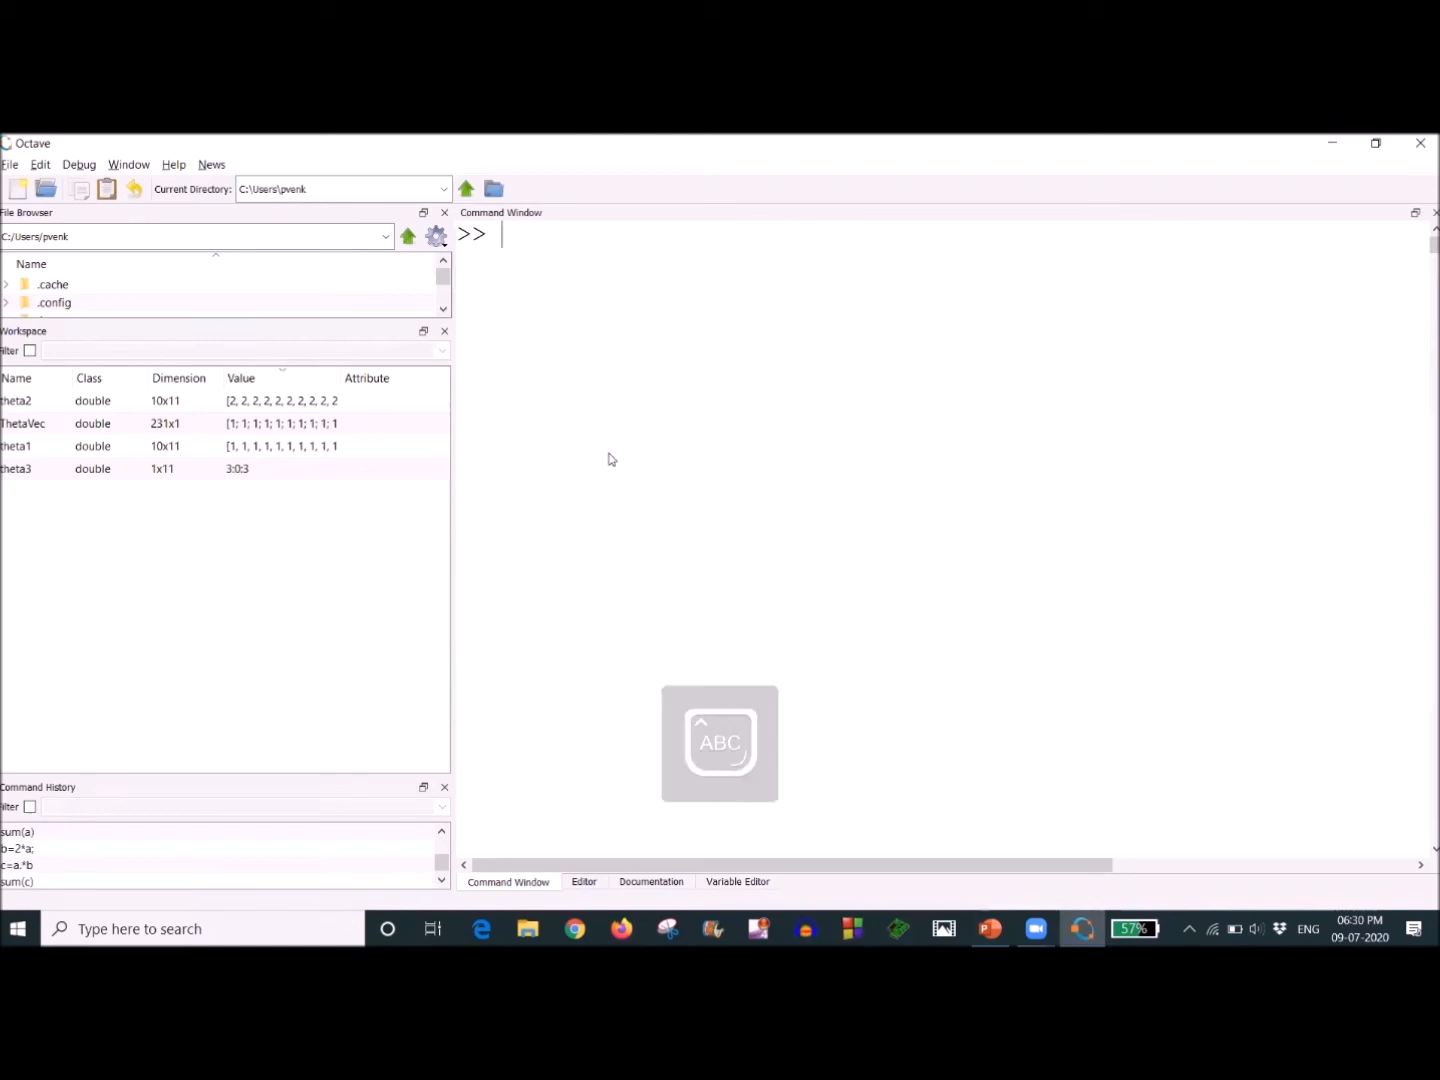 Octave
File Edit Debug Window Help News
Current Directory: C:\Users\pvenk
File Browser
Command Window
C:/Users/pvenk
>>
Name
.cache
.config
Workspace
Filter
Name Class Dimension Value Attribute
theta2 double 10x11 [2, 2, 2, 2, 2, 2, 2, 2, 2, 2
ThetaVec double 231x1 [1; 1; 1; 1; 1; 1; 1; 1; 1; 1
theta1 double 10x11 [1, 1, 1, 1, 1, 1, 1, 1, 1, 1
theta3 double 1x11 3:0:3
ABC
Command History
Filter
sum(a)
b=2*a;
c=a.*b
sum(c)
Command Window Editor Documentation Variable Editor
Type here to search
57%
ENG
06:30 PM
09-07-2020